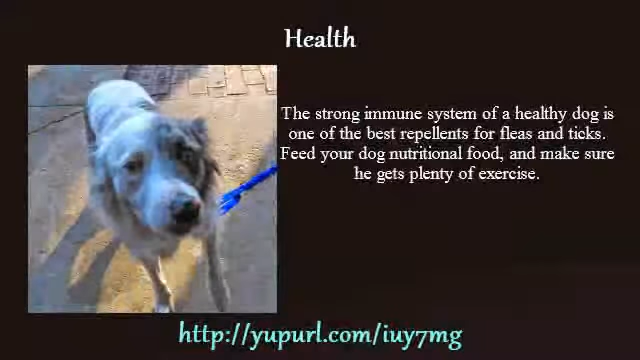 Health
The strong immune system of a healthy dog is
one of the best repellents for fleas and ticks.
Feed your dog nutritional food, and make sure
he gets plenty of exercise.
http://yupurl.com/iuy7mg